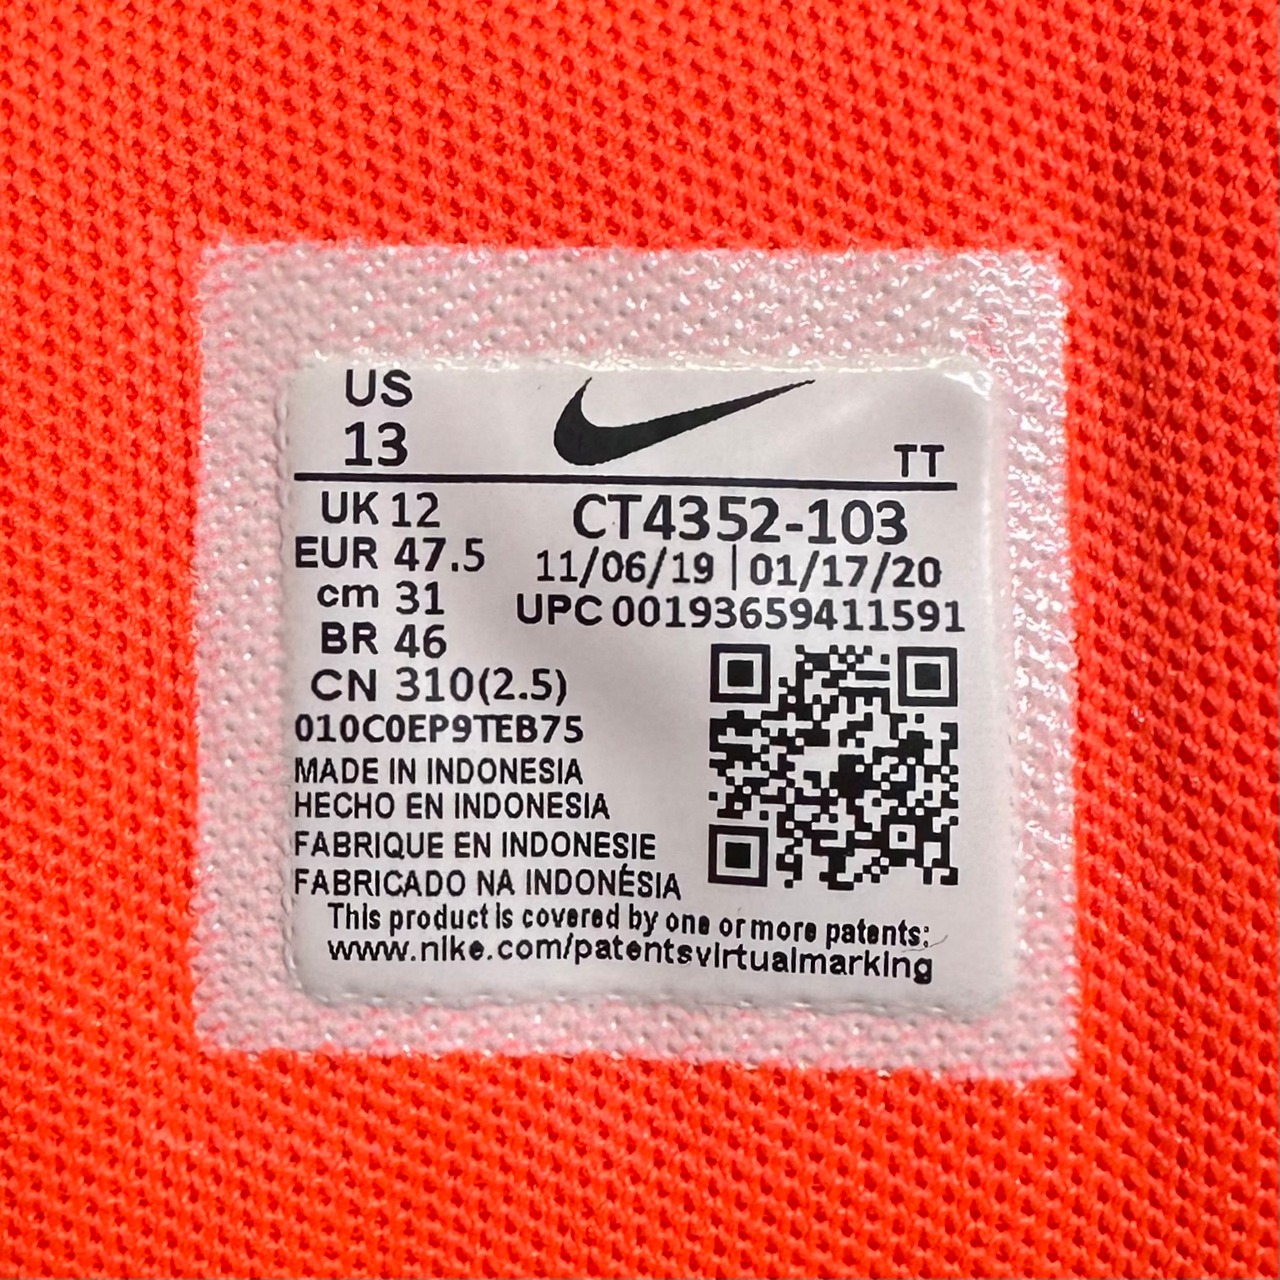 US
13
TT
UK 12
EUR 47.5
cm 31
BR 46
CN 310(2.5)
CT4352-103
11/06/19 | 01/17/20
UPC 00193659411591
010C0EP9TEB75
MADE IN INDONESIA
HECHO EN INDONESIA
FABRIQUE EN INDONESIE
FABRICADO NA INDONÉSIA
This product is covered by one or more patents:
www.nike.com/patentsvirtualmarking